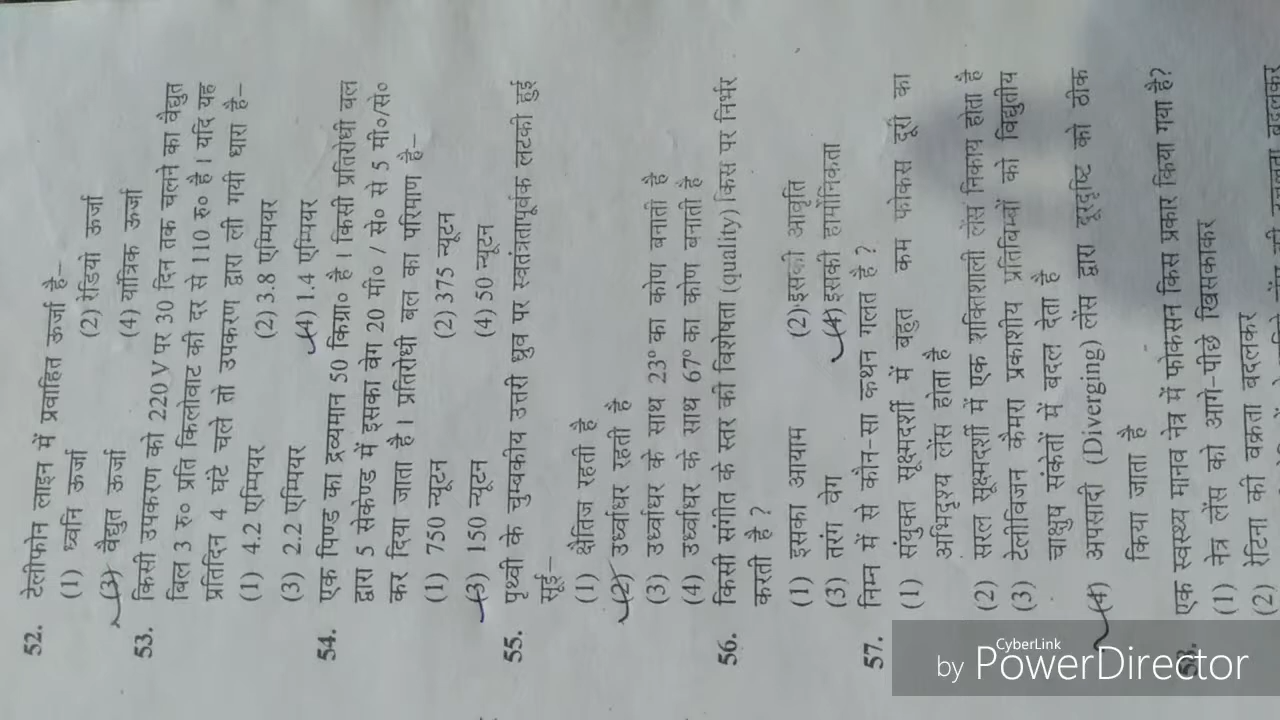 52. टेलीफोन लाइन में प्रवाहित ऊर्जा है–
(1) ध्वनि ऊर्जा (2) रेडियो ऊर्जा
(3) वैद्युत ऊर्जा (4) यांत्रिक ऊर्जा
53. किसी उपकरण को 220 V पर 30 दिन तक चलने का वैद्युत
बिल 3 रु० प्रति किलोवाट की दर से 110 रु० है। यदि यह
प्रतिदिन 4 घंटे चले तो उपकरण द्वारा ली गयी धारा है–
(1) 4.2 एम्पियर (2) 3.8 एम्पियर
(3) 2.2 एम्पियर (4) 1.4 एम्पियर
54. एक पिण्ड का द्रव्यमान 50 किग्रा० है। किसी प्रतिरोधी बल
द्वारा 5 सेकेण्ड में इसका वेग 20 मी० / से० से 5 मी०/से०
कर दिया जाता है। प्रतिरोधी बल का परिमाण है–
(1) 750 न्यूटन (2) 375 न्यूटन
(3) 150 न्यूटन (4) 50 न्यूटन
55. पृथ्वी के चुम्बकीय उत्तरी ध्रुव पर स्वतंत्रतापूर्वक लटकी हुई
सूई–
(1) क्षैतिज रहती है
(2) उर्ध्वाधर रहती है
(3) उर्ध्वाधर के साथ 23° का कोण बनाती है
(4) उर्ध्वाधर के साथ 67° का कोण बनाती है
56. किसी संगीत के स्तर की विशेषता (quality) किस पर निर्भर
करती है ?
(1) इसका आयाम (2) इसकी आवृति
(3) तरंग वेग (4) इसकी हार्मोनिकता
57. निम्न में से कौन-सा कथन गलत है ?
(1) संयुक्त सूक्ष्मदर्शी में बहुत कम फोकस दूरी का
अभिदृश्य लेंस होता है
(2) सरल सूक्ष्मदर्शी में एक शक्तिशाली लेंस निकाय होता है
(3) टेलीविजन कैमरा प्रकाशीय प्रतिबिम्बों को विद्युतीय
चाक्षुष संकेतों में बदल देता है
(4) अपसादी (Diverging) लेंस द्वारा दूरदृष्टि को ठीक
किया जाता है
58. एक स्वस्थ्य मानव नेत्र में फोकसन किस प्रकार किया गया है?
(1) नेत्र लेंस को आगे-पीछे खिसकाकर
(2) रेटिना की वक्रता बदलकर
CyberLink
by PowerDirector